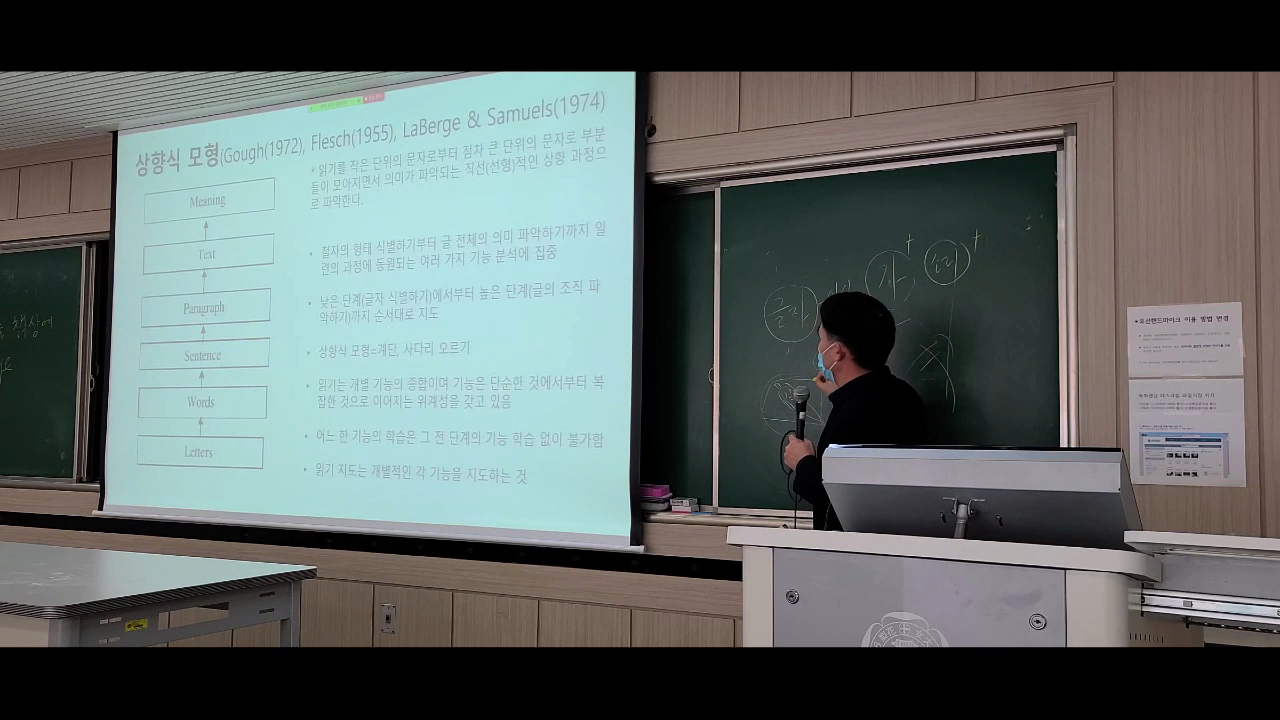 상향식 모형(Gough(1972), Flesch(1955), LaBerge & Samuels(1974)
Meaning
Text
Paragraph
Sentence
Words
Letters
• 읽기를 작은 단위의 문자로부터 점차 큰 단위의 문자로 부분
들이 모아지면서 의미가 파악되는 직선(선형)적인 상향 과정으
로 파악한다.
• 철자의 형태 식별하기부터 글 전체의 의미 파악하기까지 일
련의 과정에 동원되는 여러 가지 기능 분석에 집중
• 낮은 단계(글자 식별하기)에서부터 높은 단계(글의 조직 파
악하기)까지 순서대로 지도
• 상향식 모형=계단, 사다리 오르기
• 읽기는 개별 기능의 종합이며 기능은 단순한 것에서부터 복
잡한 것으로 이어지는 위계성을 갖고 있음
• 어느 한 기능의 학습은 그 전 단계의 기능 학습 없이 불가함
• 읽기 지도는 개별적인 각 기능을 지도하는 것
책상에
글자
소리